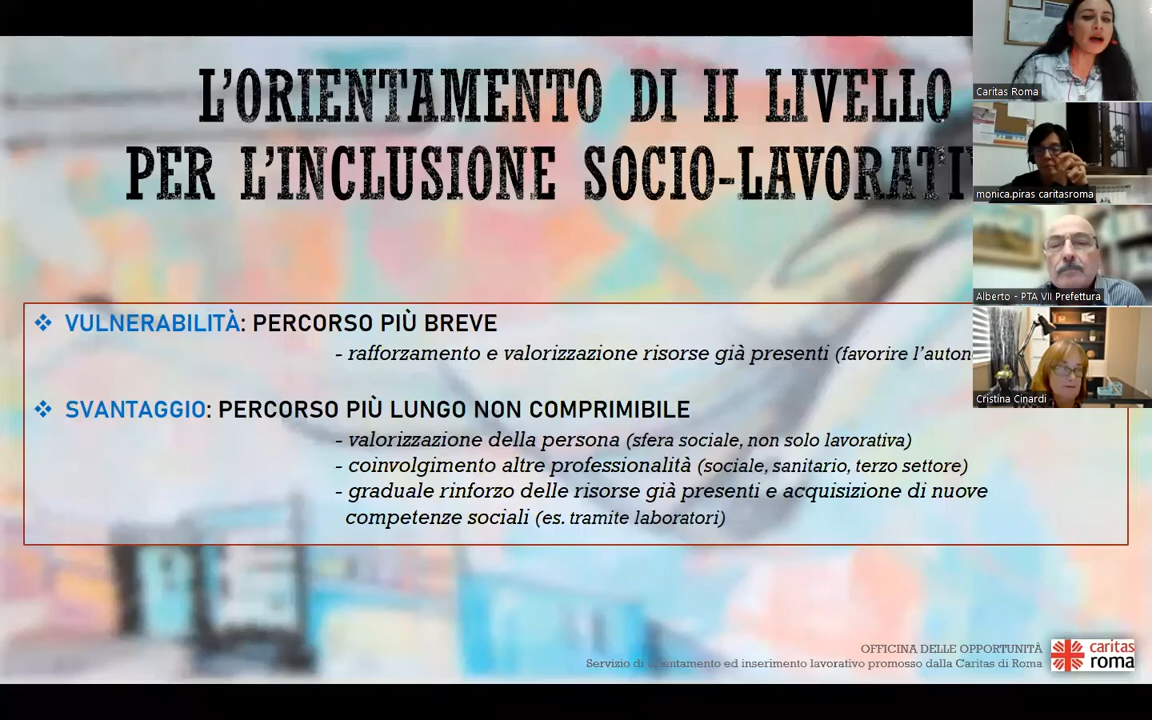 L'ORIENTAMENTO DI II LIVELLO
PER L'INCLUSIONE SOCIO-LAVORATI
❖ VULNERABILITÀ: PERCORSO PIÙ BREVE
- rafforzamento e valorizzazione risorse già presenti (favorire l'auton
❖ SVANTAGGIO: PERCORSO PIÙ LUNGO NON COMPRIMIBILE
- valorizzazione della persona (sfera sociale, non solo lavorativa)
- coinvolgimento altre professionalità (sociale, sanitario, terzo settore)
- graduale rinforzo delle risorse già presenti e acquisizione di nuove
competenze sociali (es. tramite laboratori)
OFFICINA DELLE OPPORTUNITÀ
Servizio di orientamento ed inserimento lavorativo promosso dalla Caritas di Roma
caritas
roma
Caritas Roma
monica.piras caritasroma
Alberto - PTA VII Prefettura
Cristina Cinardi